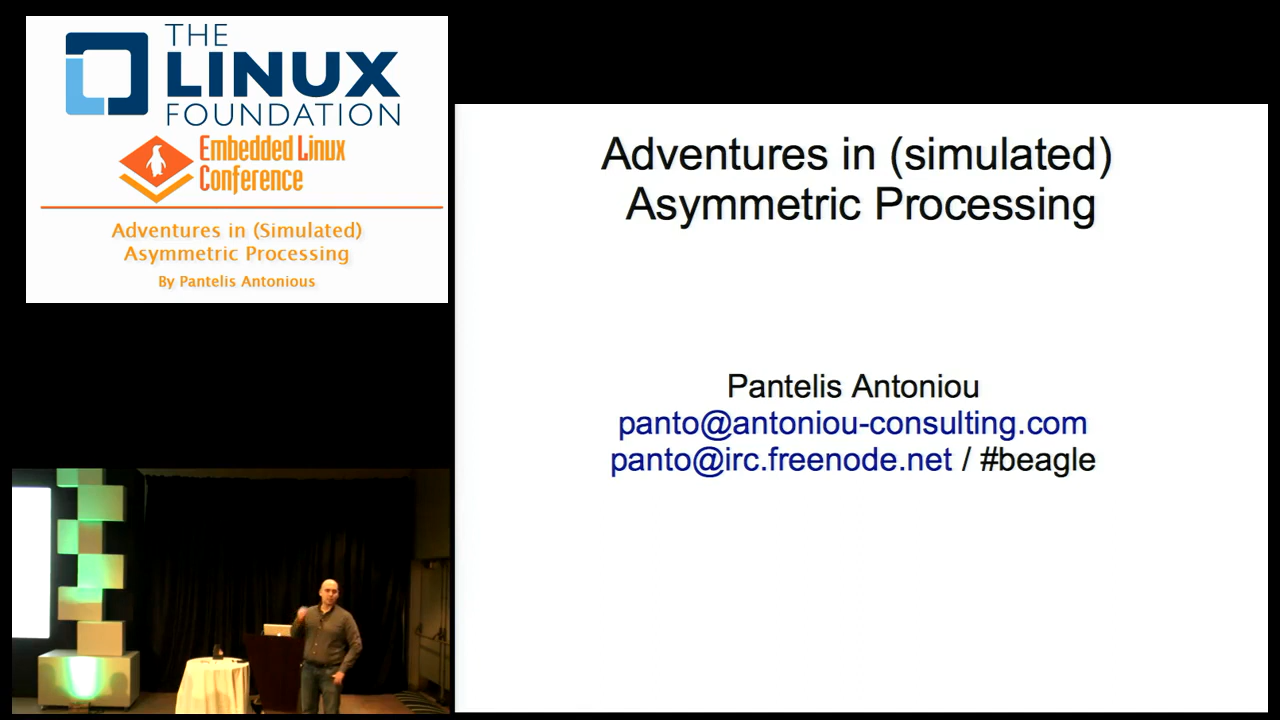 THE
LINUX
FOUNDATION
Embedded Linux
Conference
Adventures in (Simulated)
Asymmetric Processing
By Pantelis Antonious
Adventures in (simulated)
Asymmetric Processing
Pantelis Antoniou
panto@antoniou-consulting.com
panto@irc.freenode.net / #beagle